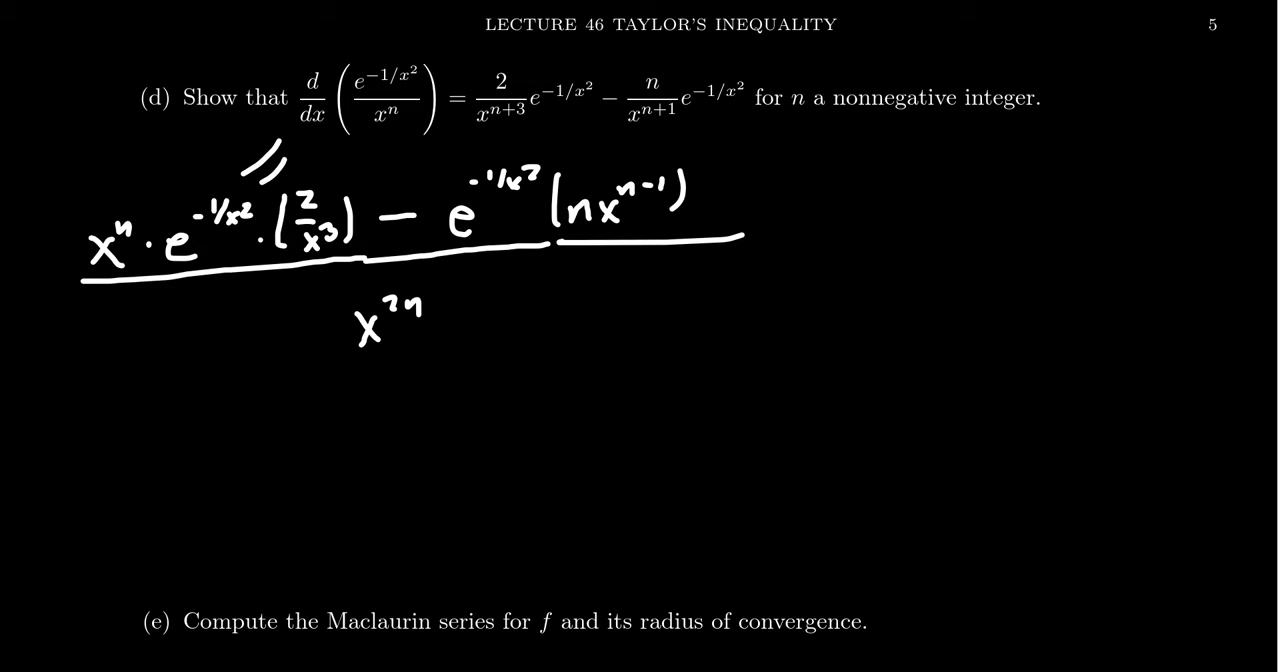 LECTURE 46 TAYLOR'S INEQUALITY 5
(d) Show that d/dx (e^{-1/x^2}/x^n) = 2/x^{n+3} e^{-1/x^2} − n/x^{n+1} e^{-1/x^2} for n a nonnegative integer.
=
x^n · e^{-1/x^2} · (2/x^3) − e^{-1/x^2} (nx^{n-1})
x^{2n}
(e) Compute the Maclaurin series for f and its radius of convergence.